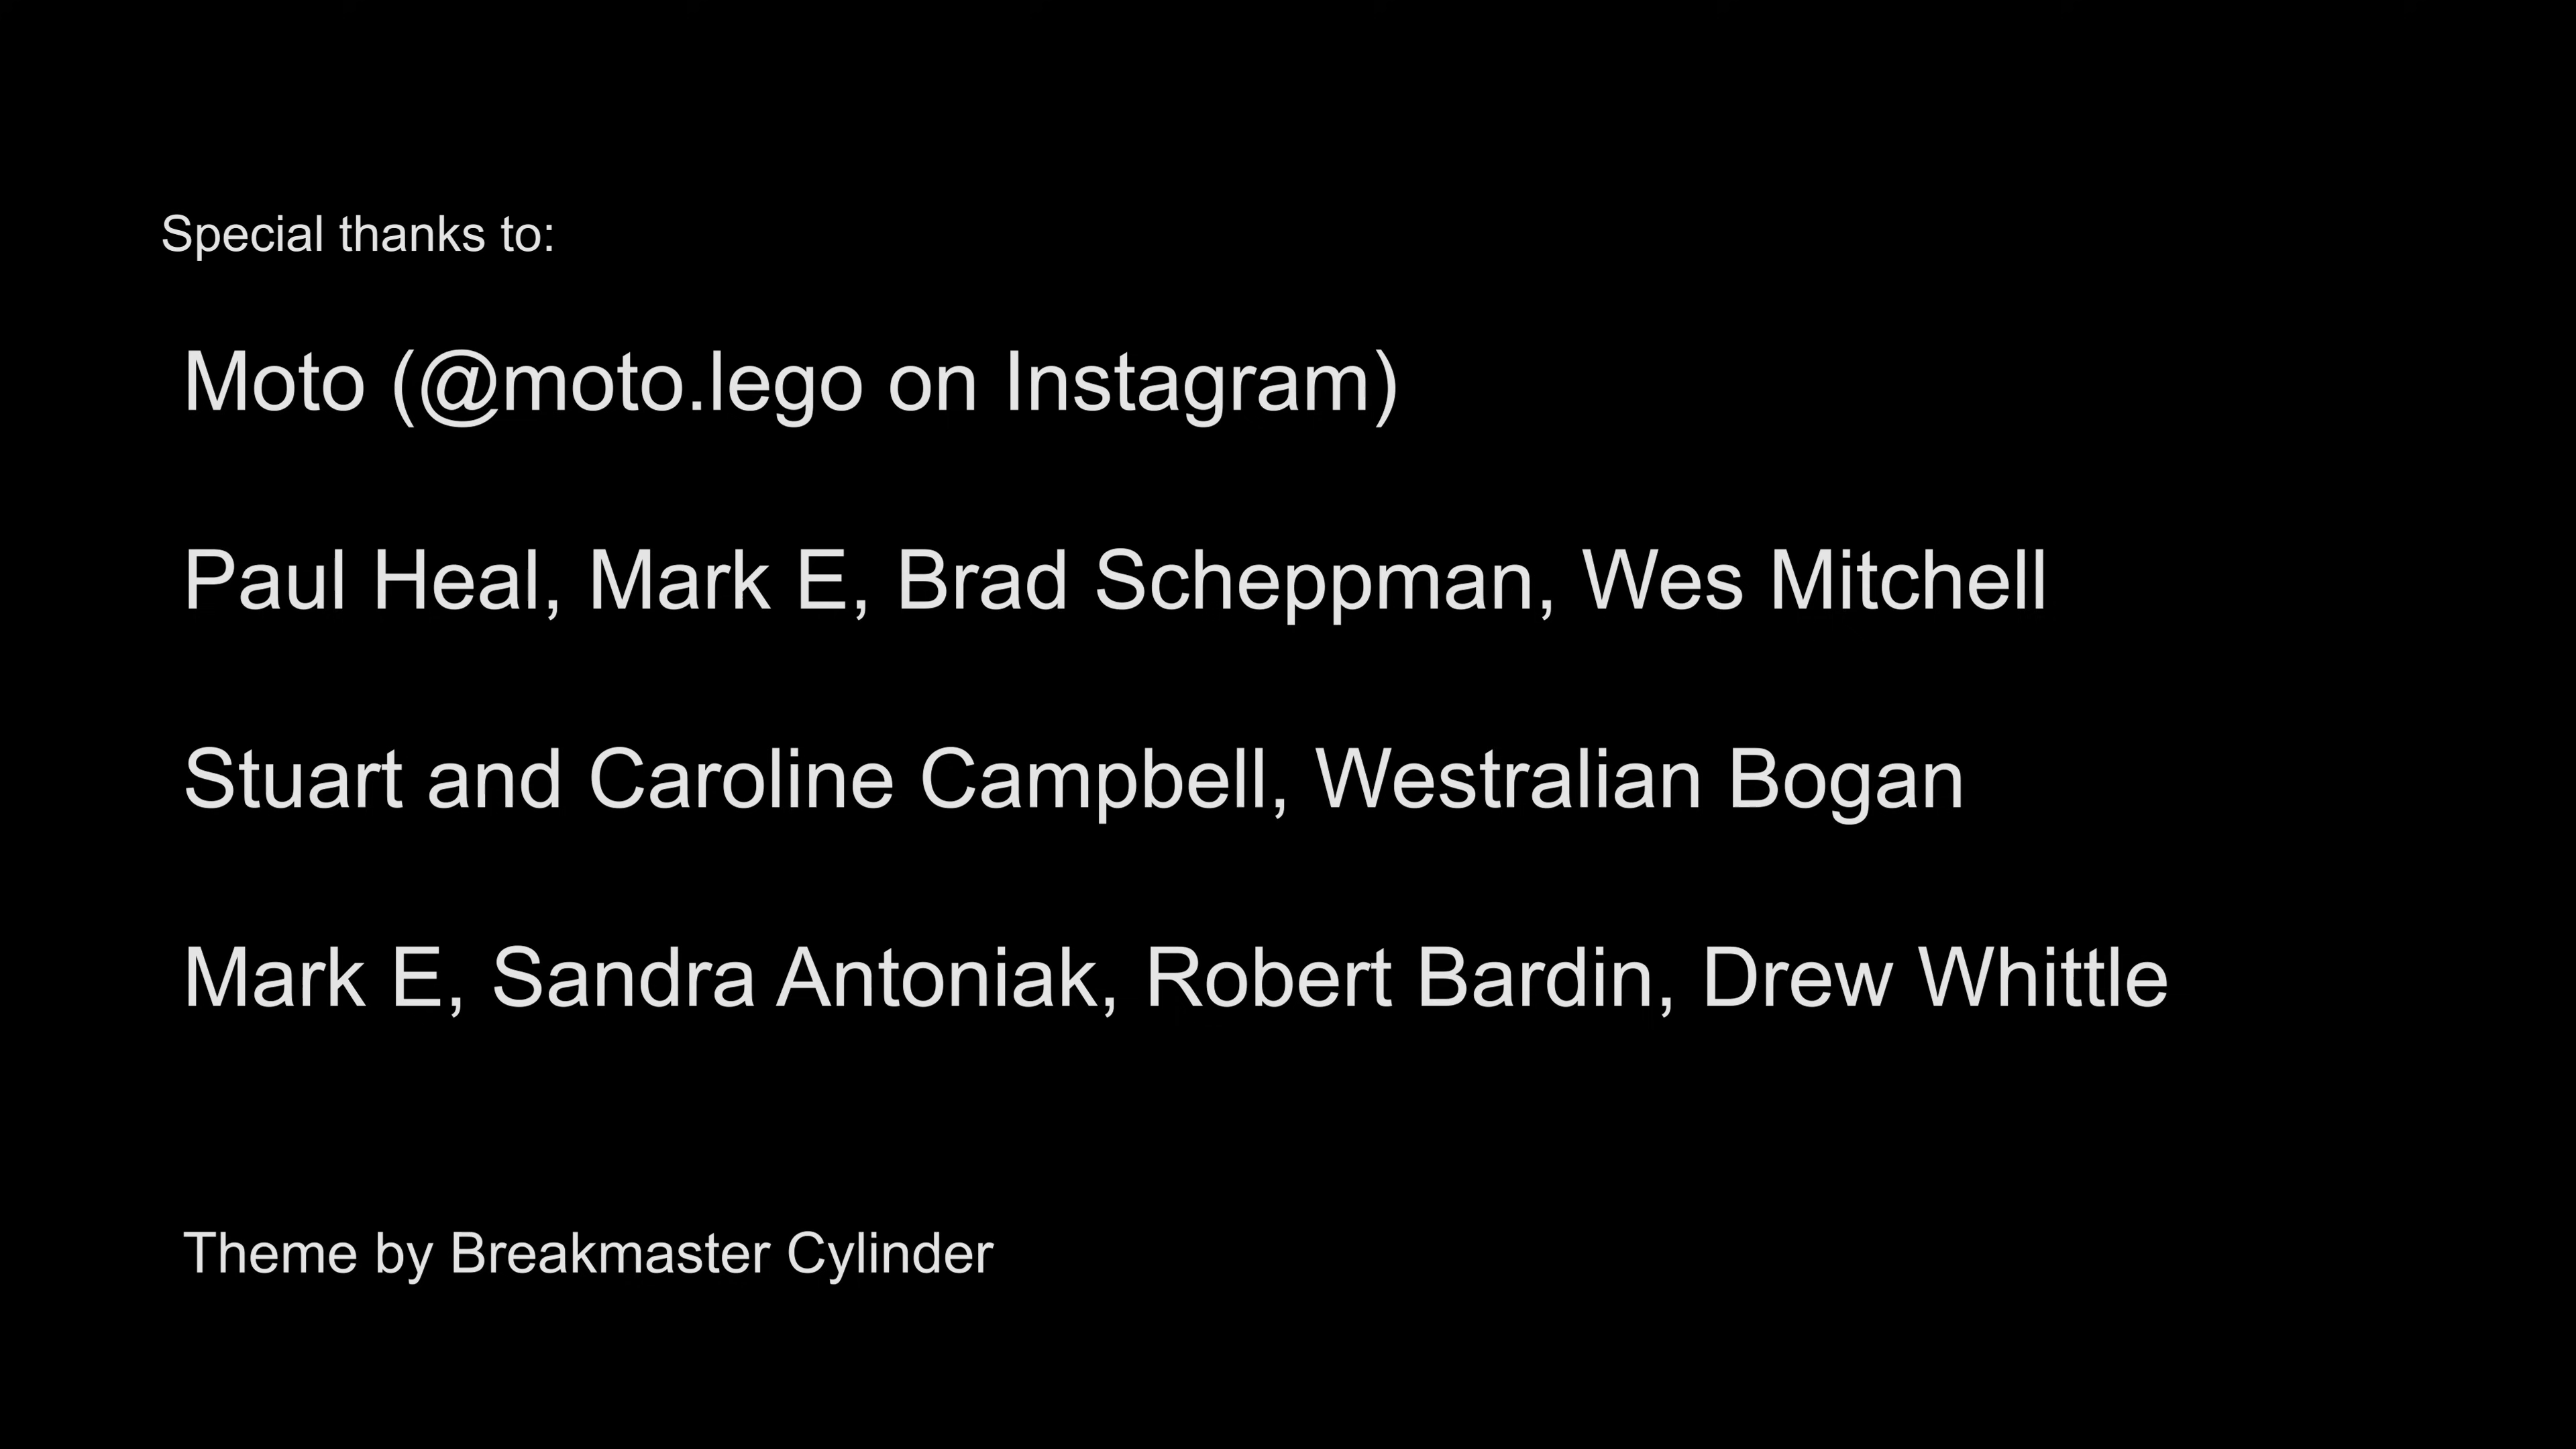 Special thanks to:
Moto (@moto.lego on Instagram)
Paul Heal, Mark E, Brad Scheppman, Wes Mitchell
Stuart and Caroline Campbell, Westralian Bogan
Mark E, Sandra Antoniak, Robert Bardin, Drew Whittle
Theme by Breakmaster Cylinder